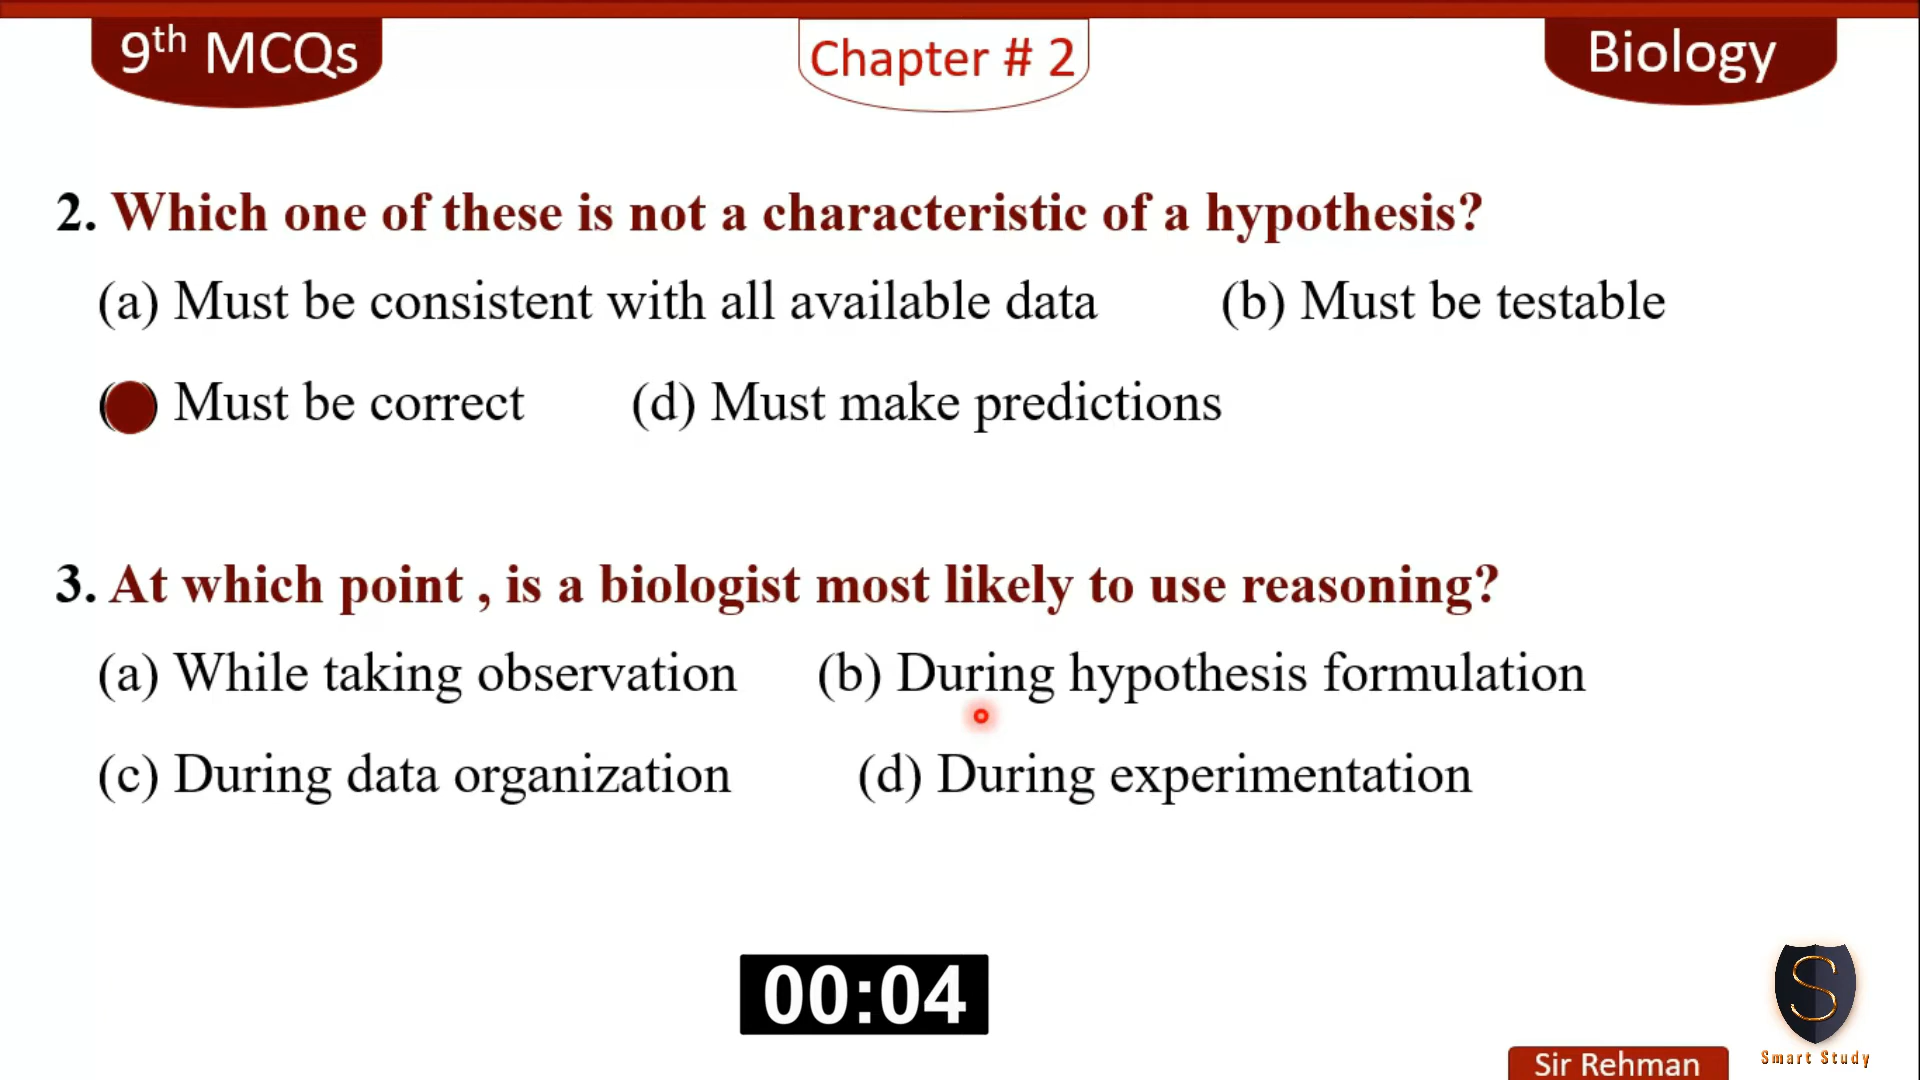 9th MCQs
Chapter # 2
Biology
2. Which one of these is not a characteristic of a hypothesis?
(a) Must be consistent with all available data (b) Must be testable
( ) Must be correct (d) Must make predictions
3. At which point , is a biologist most likely to use reasoning?
(a) While taking observation (b) During hypothesis formulation
(c) During data organization (d) During experimentation
00:04
S
Smart Study
Sir Rehman